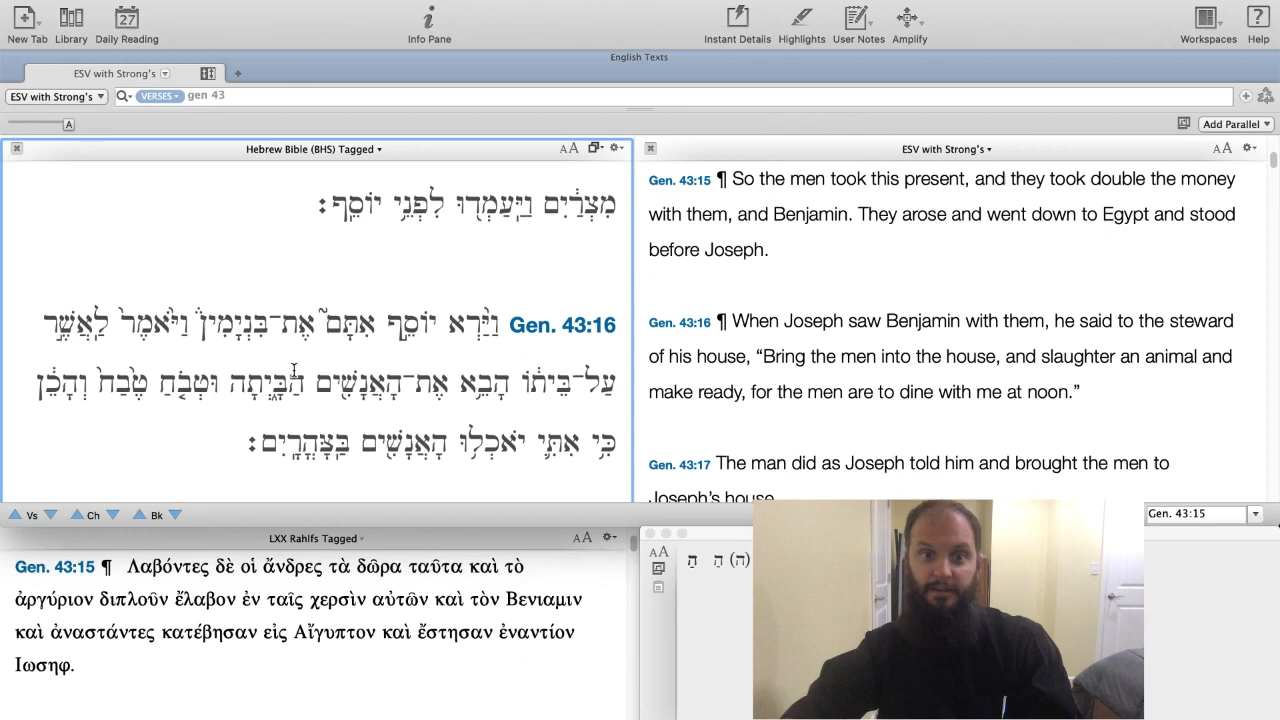 New Tab Library Daily Reading Info Pane Instant Details Highlights User Notes Amplify Workspaces Help
27
English Texts
ESV with Strong's
ESV with Strong's VERSES gen 43
A Add Parallel
Hebrew Bible (BHS) Tagged AA
מִצְרַ֔יִם וַיַּֽעַמְד֖וּ לִפְנֵ֥י יוֹסֵֽף׃
Gen. 43:16 וַיַּ֨רְא יוֹסֵ֣ף אִתָּם֮ אֶת־בִּנְיָמִין֒ וַיֹּ֙אמֶר֙ לַֽאֲשֶׁ֣ר
עַל־בֵּית֔וֹ הָבֵ֥א אֶת־הָאֲנָשִׁ֖ים הַבָּ֑יְתָה וּטְבֹ֤חַ טֶ֙בַח֙ וְהָכֵ֔ן
כִּ֥י אִתִּ֛י יֹאכְל֥וּ הָאֲנָשִׁ֖ים בַּֽצָּהֳרָֽיִם׃
Vs Ch Bk
ESV with Strong's AA
Gen. 43:15 ¶ So the men took this present, and they took double the money
with them, and Benjamin. They arose and went down to Egypt and stood
before Joseph.
Gen. 43:16 ¶ When Joseph saw Benjamin with them, he said to the steward
of his house, “Bring the men into the house, and slaughter an animal and
make ready, for the men are to dine with me at noon.”
Gen. 43:17 The man did as Joseph told him and brought the men to
Joseph's house.
Gen. 43:15
LXX Rahlfs Tagged AA
Gen. 43:15 ¶ Λαβόντες δὲ οἱ ἄνδρες τὰ δῶρα ταῦτα καὶ τὸ
ἀργύριον διπλοῦν ἔλαβον ἐν ταῖς χερσὶν αὐτῶν καὶ τὸν Βενιαμιν
καὶ ἀναστάντες κατέβησαν εἰς Αἴγυπτον καὶ ἔστησαν ἐναντίον
Ιωσηφ.
AA
הַ הַ (ה)